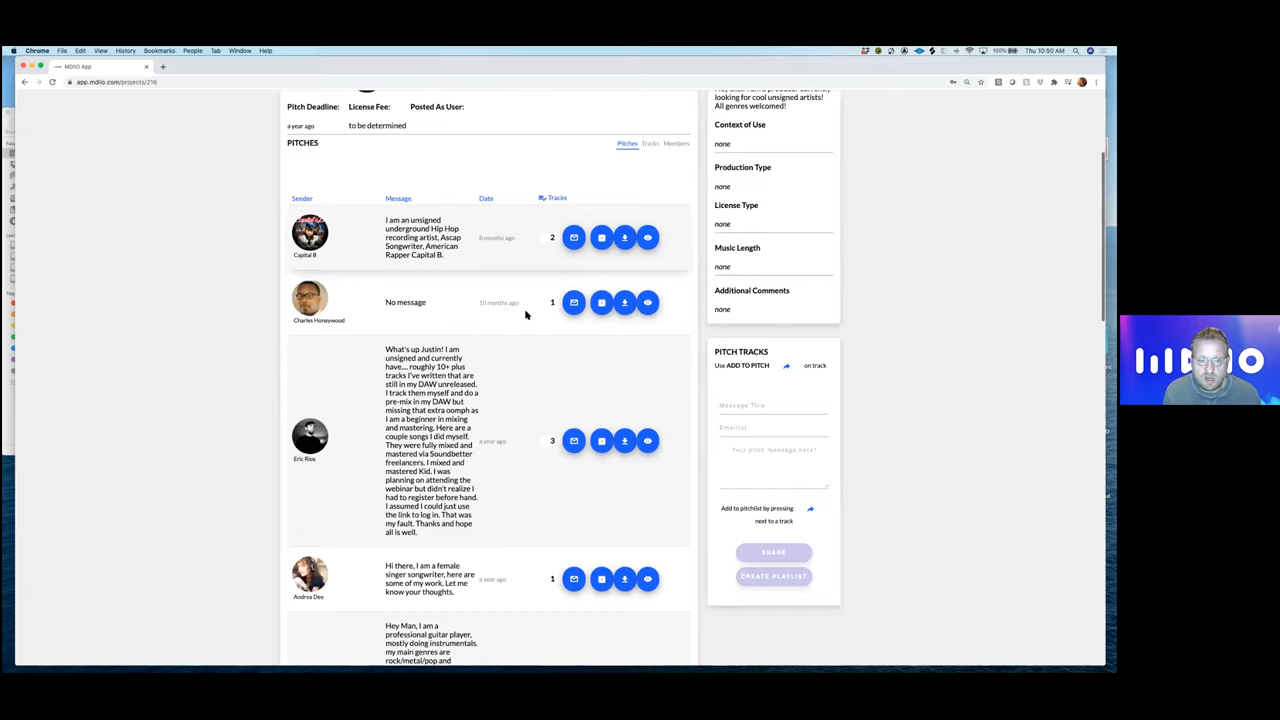 Chrome File Edit View History Bookmarks People Tab Window Help
100% Thu 10:50 AM
MDIIO App
app.mdiio.com/projects/216
Pitch Deadline: License Fee: Posted As User:
a year ago to be determined
PITCHES
Pitches Tracks Members
Sender Message Date Tracks
I am an unsigned
underground Hip Hop
recording artist, Ascap
Songwriter, American
Rapper Capital B.
8 months ago
2
Capital B
No message
10 months ago
1
Charles Honeywood
What's up Justin! I am
unsigned and currently
have.... roughly 10+ plus
tracks I've written that are
still in my DAW unreleased.
I track them myself and do a
pre-mix in my DAW but
missing that extra oomph as
I am a beginner in mixing
and mastering. Here are a
couple songs I did myself.
They were fully mixed and
mastered via Soundbetter
freelancers. I mixed and
mastered Kid. I was
planning on attending the
webinar but didn't realize I
had to register before hand.
I assumed I could just use
the link to log in. That was
my fault. Thanks and hope
all is well.
a year ago
3
Eric Rios
Hi there, I am a female
singer songwriter, here are
some of my work, Let me
know your thoughts.
a year ago
1
Andrea Dee
Hey Man, I am a
professional guitar player,
mostly doing instrumentals.
my main genres are
rock/metal/pop and
looking for cool unsigned artists!
All genres welcomed!
Context of Use
none
Production Type
none
License Type
none
Music Length
none
Additional Comments
none
PITCH TRACKS
Use ADD TO PITCH on track
Message Title
Email(s)
Your pitch message here!
Add to pitchlist by pressing
next to a track
SHARE
CREATE PLAYLIST